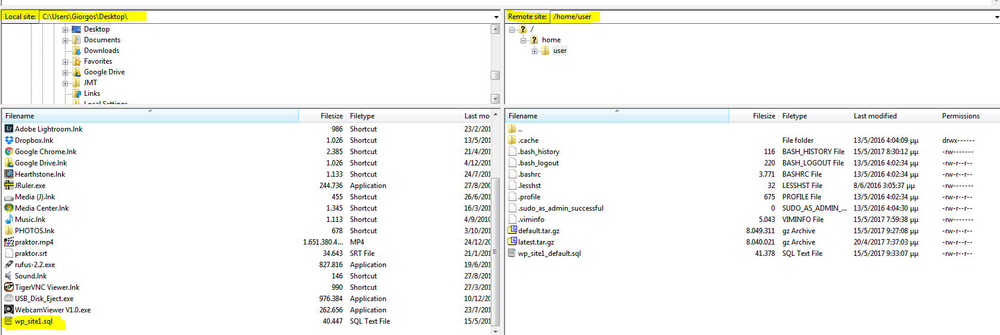 Local site: C:\Users\Giorgos\Desktop\
Desktop
Documents
Downloads
Favorites
Google Drive
JMT
Links
Local Settings
Filename Filesize Filetype Last mo
Adobe Lightroom.lnk 986 Shortcut 23/2/201
Dropbox.lnk 1.026 Shortcut 13/5/201
Google Chrome.lnk 2.385 Shortcut 21/4/201
Google Drive.lnk 1.026 Shortcut 4/12/201
Hearthstone.lnk 1.133 Shortcut 24/7/201
JRuler.exe 244.736 Application 27/8/200
Media (J).lnk 455 Shortcut 26/6/201
Media Center.lnk 1.345 Shortcut 16/3/201
Music.lnk 1.113 Shortcut 4/9/2010
PHOTOS.lnk 678 Shortcut 3/10/201
praktor.mp4 1.651.380.4... MP4 24/12/20
praktor.srt 34.643 SRT File 21/1/201
rufus-2.2.exe 827.816 Application 19/6/201
Sound.lnk 146 Shortcut 27/8/201
TigerVNC Viewer.lnk 990 Shortcut 27/3/201
USB_Disk_Eject.exe 976.384 Application 10/12/20
WebcamViewer V1.0.exe 262.656 Application 23/7/201
wp_site1.sql 40.447 SQL Text File 15/5/201
Remote site: /home/user
/
home
user
Filename Filesize Filetype Last modified Permissions
..
.cache File folder 13/5/2016 4:04:09 μμ drwx------
.bash_history 116 BASH_HISTORY File 15/5/2017 8:30:12 μμ -rw-------
.bash_logout 220 BASH_LOGOUT File 13/5/2016 4:02:34 μμ -rw-r--r--
.bashrc 3.771 BASHRC File 13/5/2016 4:02:34 μμ -rw-r--r--
.lesshst 32 LESSHST File 8/6/2016 3:05:37 μμ -rw-------
.profile 675 PROFILE File 13/5/2016 4:02:34 μμ -rw-r--r--
.sudo_as_admin_successful 0 SUDO_AS_ADMIN_... 13/5/2016 4:04:30 μμ -rw-r--r--
.viminfo 5.043 VIMINFO File 15/5/2017 7:59:38 μμ -rw-------
default.tar.gz 8.049.311 gz Archive 15/5/2017 9:27:08 μμ -rw-r--r--
latest.tar.gz 8.040.021 gz Archive 20/4/2017 7:37:03 μμ -rw-r--r--
wp_site1_default.sql 41.378 SQL Text File 15/5/2017 9:33:07 μμ -rw-r--r--